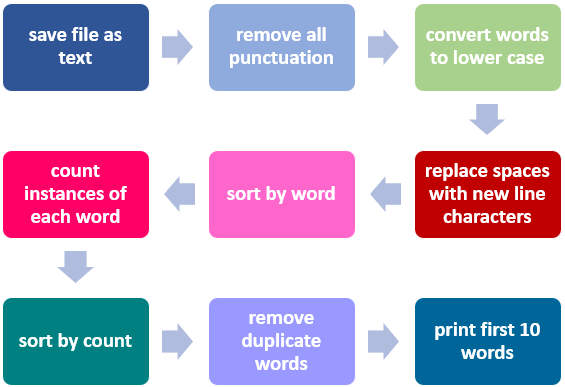 save file as
text
remove all
punctuation
convert words
to lower case
replace spaces
with new line
characters
sort by word
count
instances of
each word
sort by count
remove
duplicate
words
print first 10
words